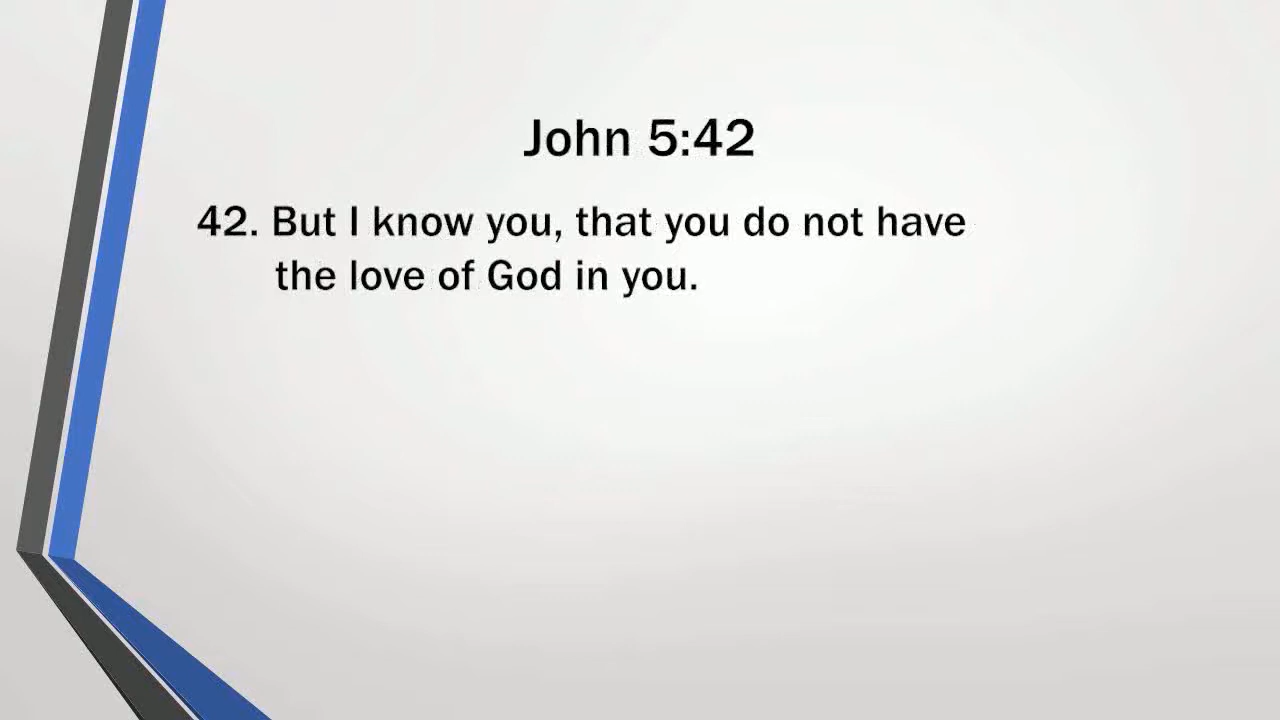 John 5:42
42. But I know you, that you do not have
the love of God in you.